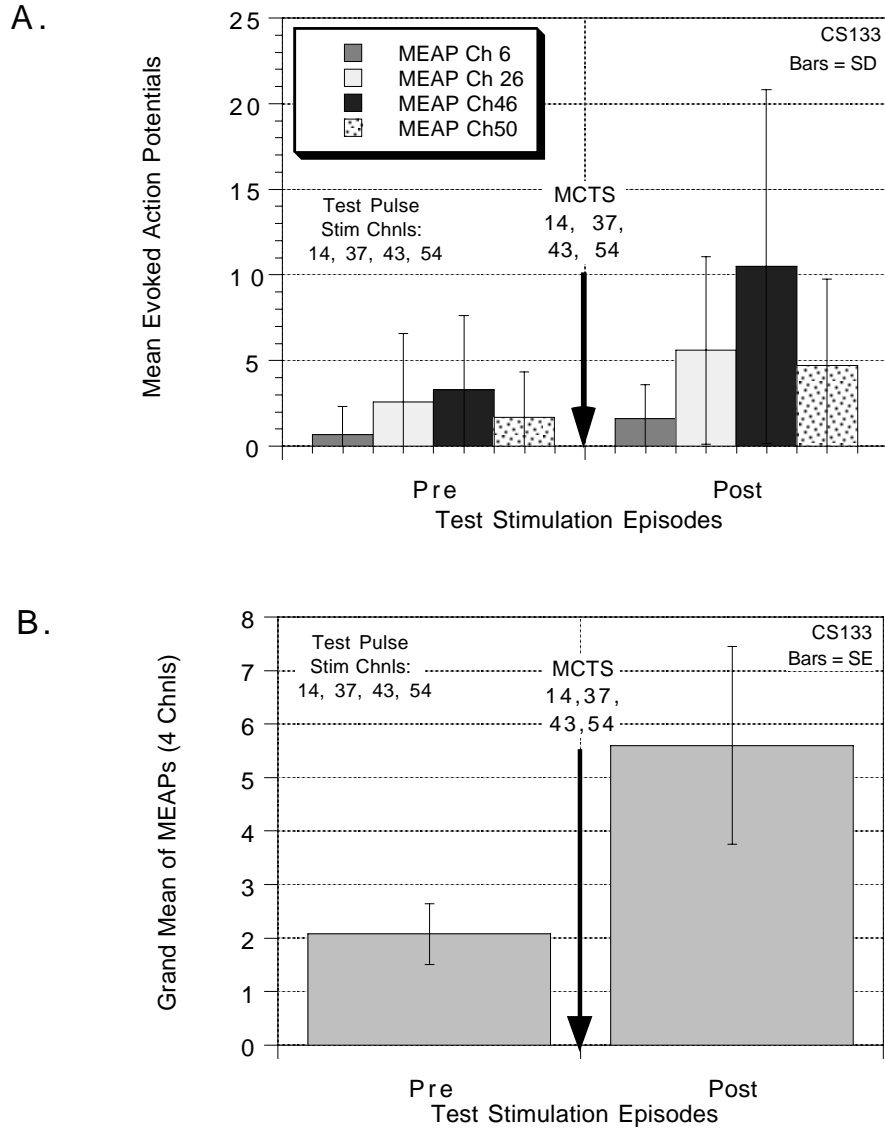 A.
25
20
15
10
5
0
Mean Evoked Action Potentials
MEAP Ch 6
MEAP Ch 26
MEAP Ch46
MEAP Ch50
CS133
Bars = SD
Test Pulse
Stim Chnls:
14, 37, 43, 54
MCTS
14, 37,
43, 54
Pre
Post
Test Stimulation Episodes
B.
8
7
6
5
4
3
2
1
0
Grand Mean of MEAPs (4 Chnls)
Test Pulse
Stim Chnls:
14, 37, 43, 54
MCTS
14,37,
43,54
CS133
Bars = SE
Pre
Post
Test Stimulation Episodes